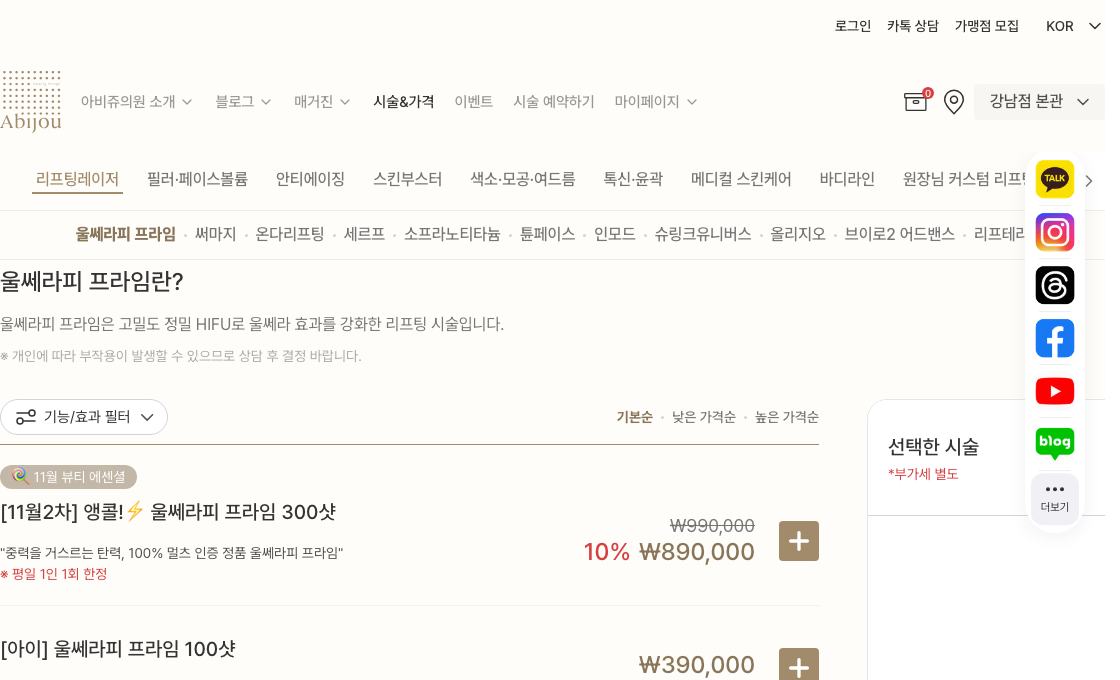 로그인 카톡 상담 가맹점 모집 KOR
Abijou
아비쥬의원 소개 블로그 매거진 시술&가격 이벤트 시술 예약하기 마이페이지 0 강남점 본관
리프팅레이저 필러·페이스볼륨 안티에이징 스킨부스터 색소·모공·여드름 톡신·윤곽 메디컬 스킨케어 바디라인 원장님 커스텀
TALK
울쎄라피 프라임 · 써마지 · 온다리프팅 · 세르프 · 소프라노티타늄 · 튠페이스 · 인모드 · 슈링크유니버스 · 올리지오 · 브이로2 어드밴스 ·
울쎄라피 프라임란?
울쎄라피 프라임은 고밀도 정밀 HIFU로 울쎄라 효과를 강화한 리프팅 시술입니다.
※ 개인에 따라 부작용이 발생할 수 있으므로 상담 후 결정 바랍니다.
기능/효과 필터 기본순 · 낮은 가격순 · 높은 가격순
blog
선택한 시술
*부가세 별도
더보기
11월 뷰티 에센셜
[11월2차] 앵콜!⚡ 울쎄라피 프라임 300샷
"중력을 거스르는 탄력, 100% 멀츠 인증 정품 울쎄라피 프라임"
※ 평일 1인 1회 한정
₩990,000
10% ₩890,000
[아이] 울쎄라피 프라임 100샷
₩390,000